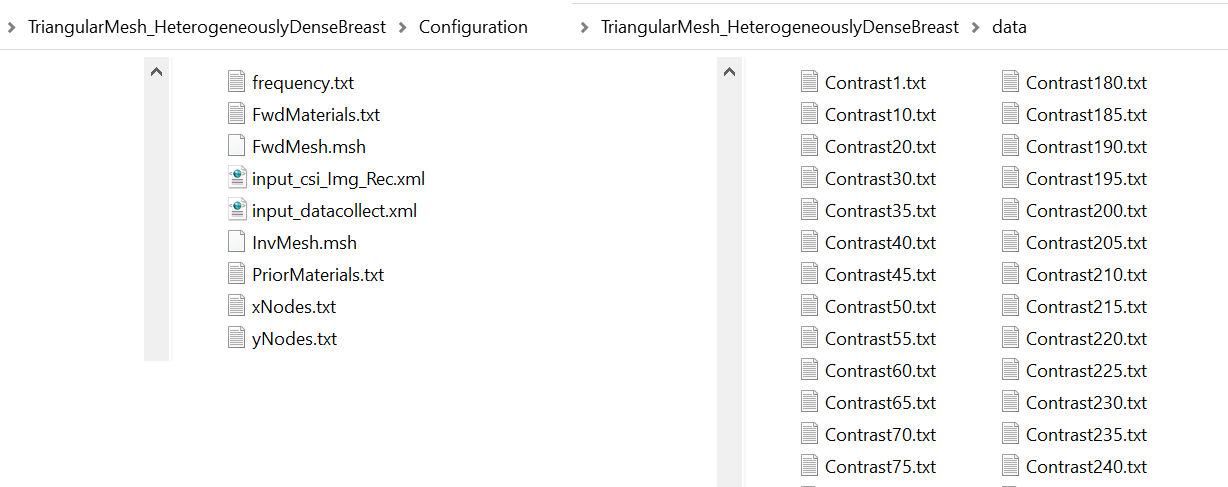 TriangularMesh_HeterogeneouslyDenseBreast > Configuration
frequency.txt
FwdMaterials.txt
FwdMesh.msh
input_csi_Img_Rec.xml
input_datacollect.xml
InvMesh.msh
PriorMaterials.txt
xNodes.txt
yNodes.txt
TriangularMesh_HeterogeneouslyDenseBreast > data
Contrast1.txt
Contrast10.txt
Contrast20.txt
Contrast30.txt
Contrast35.txt
Contrast40.txt
Contrast45.txt
Contrast50.txt
Contrast55.txt
Contrast60.txt
Contrast65.txt
Contrast70.txt
Contrast75.txt
Contrast180.txt
Contrast185.txt
Contrast190.txt
Contrast195.txt
Contrast200.txt
Contrast205.txt
Contrast210.txt
Contrast215.txt
Contrast220.txt
Contrast225.txt
Contrast230.txt
Contrast235.txt
Contrast240.txt